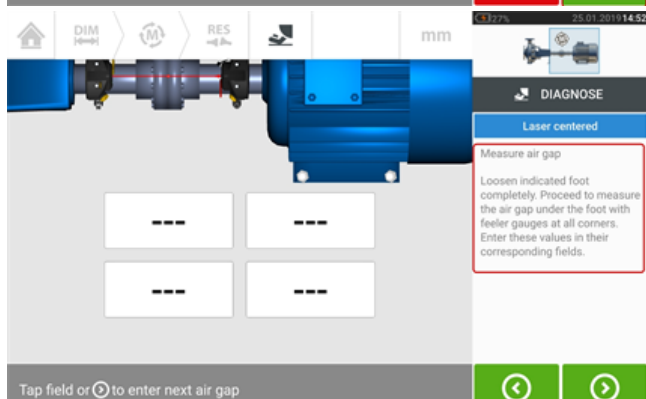 DIM
M
RES
mm
27%
25.01.2019 14:52
DIAGNOSE
Laser centered
Measure air gap
Loosen indicated foot
completely. Proceed to measure
the air gap under the foot with
feeler gauges at all corners.
Enter these values in their
corresponding fields.
--- ---
--- ---
Tap field or to enter next air gap